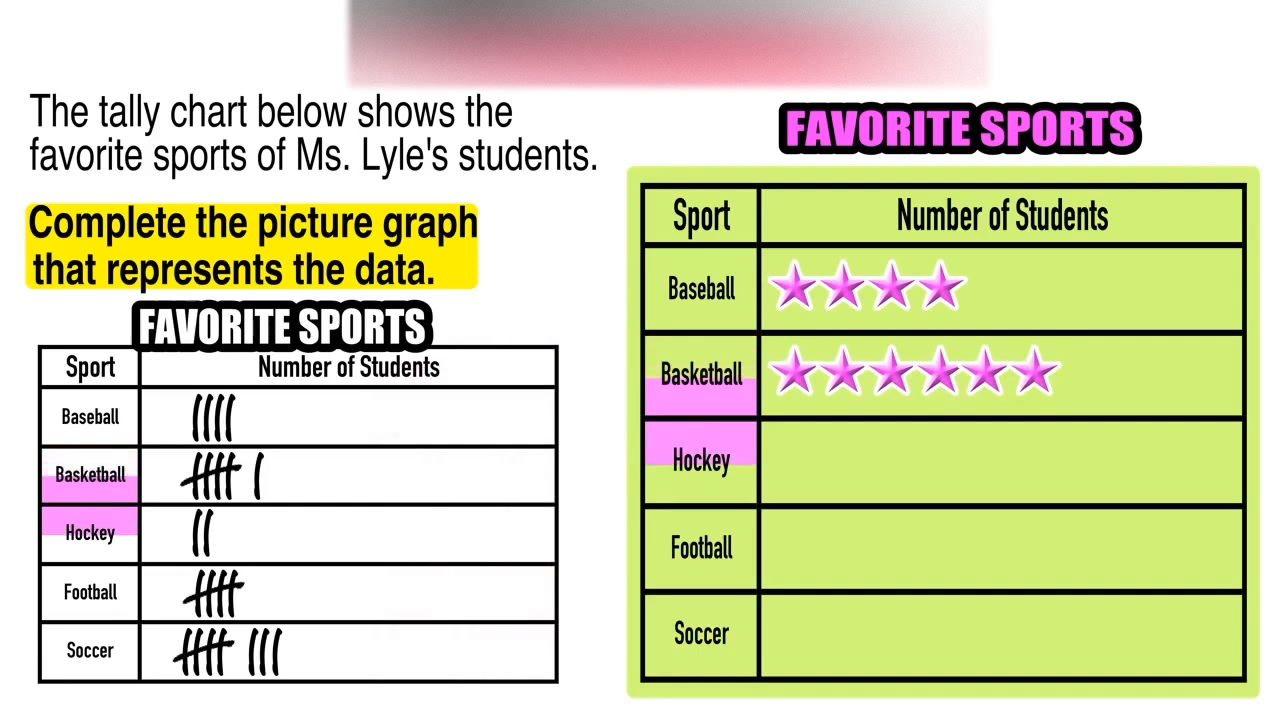 The tally chart below shows the
favorite sports of Ms. Lyle's students.
Complete the picture graph
that represents the data.
FAVORITE SPORTS
Sport Number of Students
Baseball
Basketball
Hockey
Football
Soccer
FAVORITE SPORTS
Sport Number of Students
Baseball
Basketball
Hockey
Football
Soccer